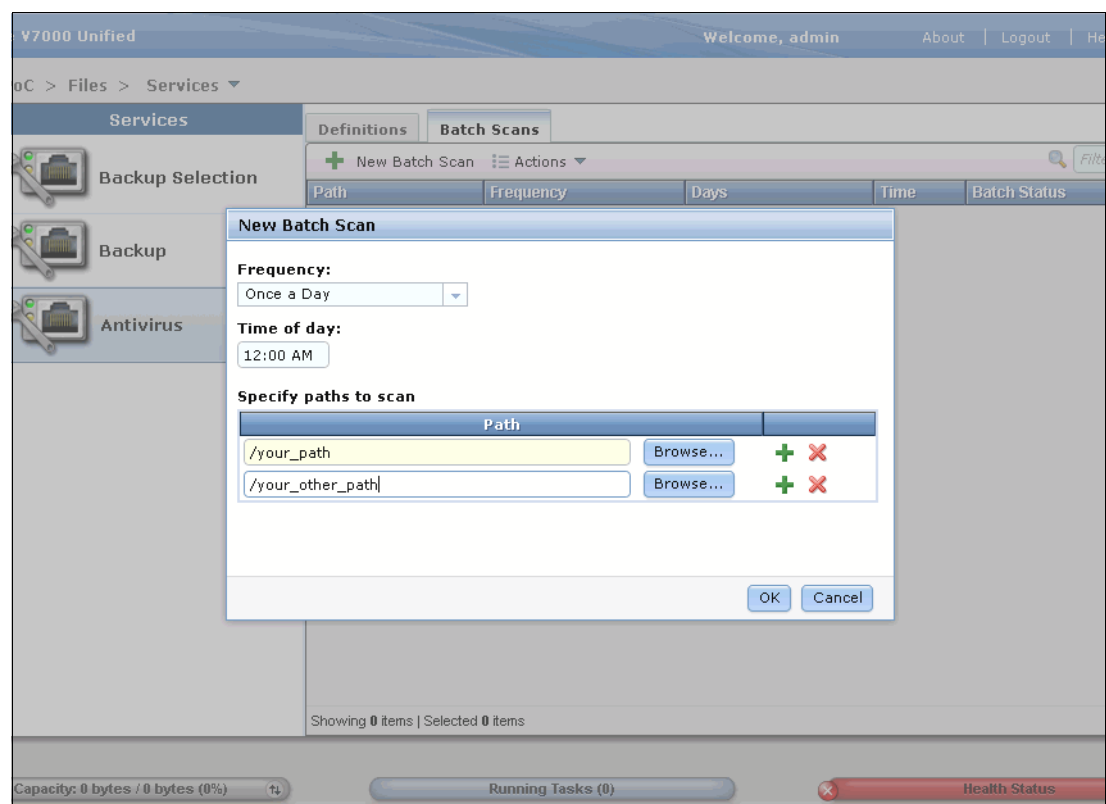 V7000 Unified
Welcome, admin
About | Logout | He
oC > Files > Services
Services
Definitions
Batch Scans
New Batch Scan
Actions
Filte
Backup Selection
Path
Frequency
Days
Time
Batch Status
Backup
Antivirus
New Batch Scan
Frequency:
Once a Day
Time of day:
12:00 AM
Specify paths to scan
Path
/your_path
Browse...
/your_other_path
Browse...
OK
Cancel
Showing 0 items | Selected 0 items
Capacity: 0 bytes / 0 bytes (0%)
Running Tasks (0)
Health Status